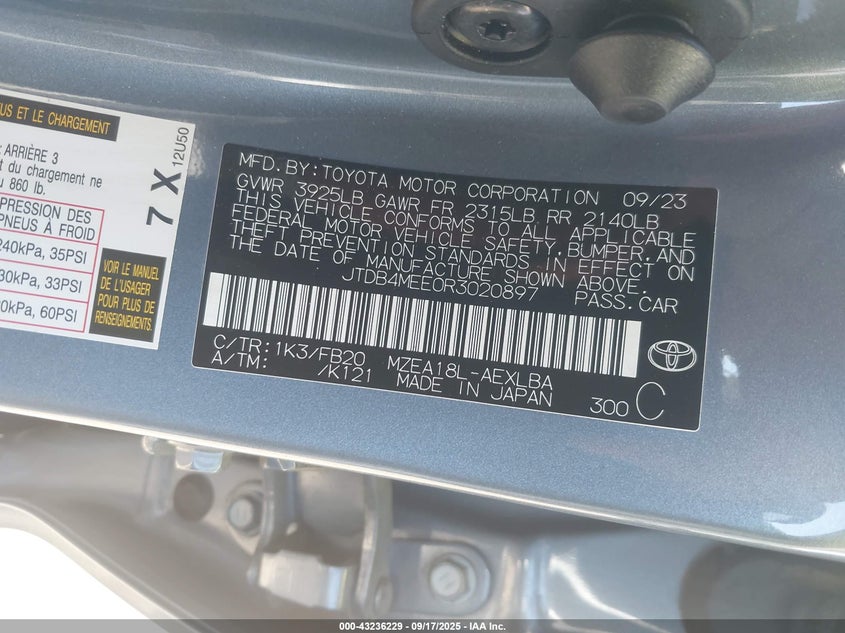 US ET LE CHARGEMENT
ARRIÈRE 3
t du chargement ne
u 860 lb.
PRESSION DES
PNEUS À FROID
240kPa, 35PSI
30kPa, 33PSI
0kPa, 60PSI
VOIR LE MANUEL
DE L'USAGER
POUR PLUS DE
RENSEIGNEMENTS.
7 X
12U50
MFD. BY: TOYOTA MOTOR CORPORATION 09/23
GVWR 3925LB GAWR FR 2315LB RR 2140LB
THIS VEHICLE CONFORMS TO ALL APPLICABLE
FEDERAL MOTOR VEHICLE SAFETY, BUMPER, AND
THEFT PREVENTION STANDARDS IN EFFECT ON
THE DATE OF MANUFACTURE SHOWN ABOVE.
JTDB4MEE0R3020897 PASS. CAR
C/TR: 1K3/FB20 MZEA18L-AEXLBA
A/TM: /K121 MADE IN JAPAN
300 C
000-43236229 - 09/17/2025 - IAA Inc.